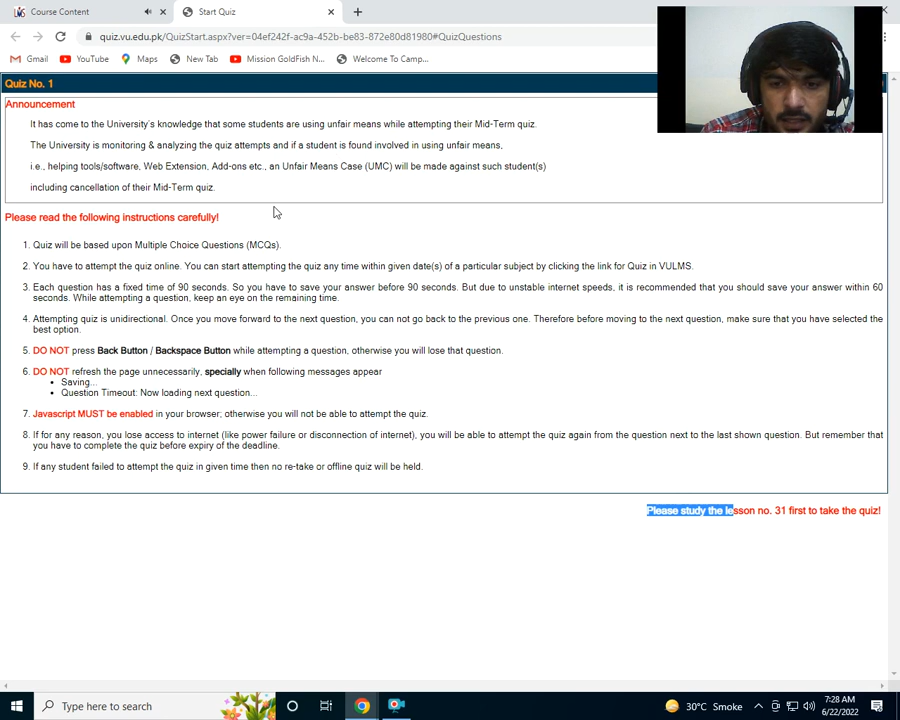 Course Content
Start Quiz
quiz.vu.edu.pk/QuizStart.aspx?ver=04ef242f-ac9a-452b-be83-872e80d81980#QuizQuestions
Gmail YouTube Maps New Tab Mission GoldFish N... Welcome To Camp...
Quiz No. 1
Announcement
It has come to the University's knowledge that some students are using unfair means while attempting their Mid-Term quiz.
The University is monitoring & analyzing the quiz attempts and if a student is found involved in using unfair means,
i.e., helping tools/software, Web Extension, Add-ons etc., an Unfair Means Case (UMC) will be made against such student(s)
including cancellation of their Mid-Term quiz.
Please read the following instructions carefully!
1. Quiz will be based upon Multiple Choice Questions (MCQs).
2. You have to attempt the quiz online. You can start attempting the quiz any time within given date(s) of a particular subject by clicking the link for Quiz in VULMS.
3. Each question has a fixed time of 90 seconds. So you have to save your answer before 90 seconds. But due to unstable internet speeds, it is recommended that you should save your answer within 60
seconds. While attempting a question, keep an eye on the remaining time.
4. Attempting quiz is unidirectional. Once you move forward to the next question, you can not go back to the previous one. Therefore before moving to the next question, make sure that you have selected the
best option.
5. DO NOT press Back Button / Backspace Button while attempting a question, otherwise you will lose that question.
6. DO NOT refresh the page unnecessarily, specially when following messages appear
• Saving...
• Question Timeout: Now loading next question...
7. Javascript MUST be enabled in your browser; otherwise you will not be able to attempt the quiz.
8. If for any reason, you lose access to internet (like power failure or disconnection of internet), you will be able to attempt the quiz again from the question next to the last shown question. But remember that
you have to complete the quiz before expiry of the deadline.
9. If any student failed to attempt the quiz in given time then no re-take or offline quiz will be held.
Please study the lesson no. 31 first to take the quiz!
Type here to search
30°C Smoke
7:28 AM
6/22/2022